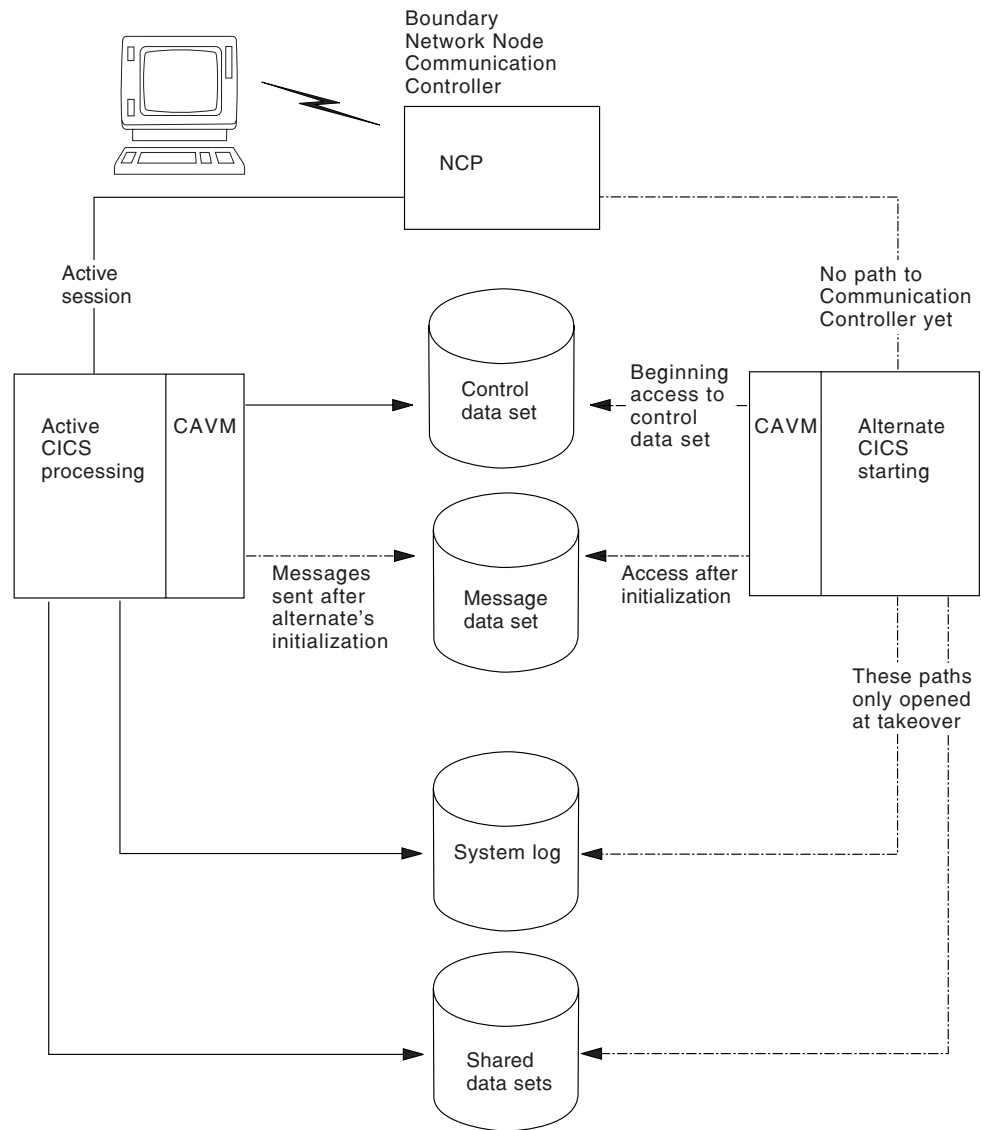 Boundary
Network Node
Communication
Controller
NCP
Active
session
No path to
Communication
Controller yet
Active
CICS
processing
CAVM
Control
data set
Beginning
access to
control
data set
CAVM
Alternate
CICS
starting
Messages
sent after
alternate's
initialization
Message
data set
Access after
initialization
These paths
only opened
at takeover
System log
Shared
data sets